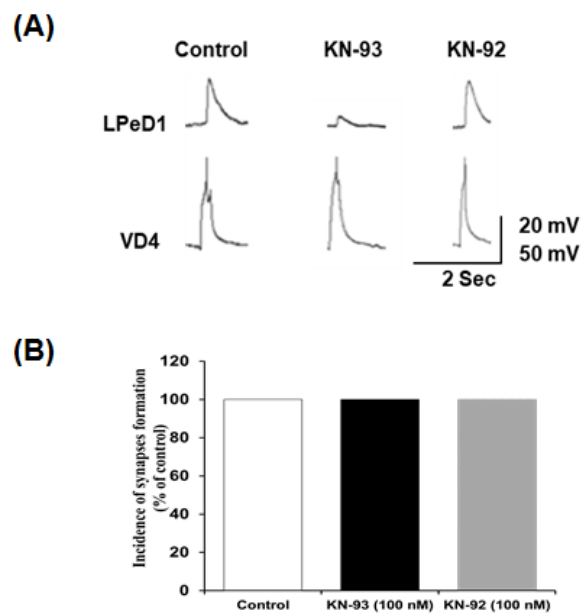 (A)
Control KN-93 KN-92
LPeD1
VD4
20 mV
50 mV
2 Sec
(B)
Incidence of synapses formation
(% of control)
120
100
80
60
40
20
0
Control KN-93 (100 nM) KN-92 (100 nM)